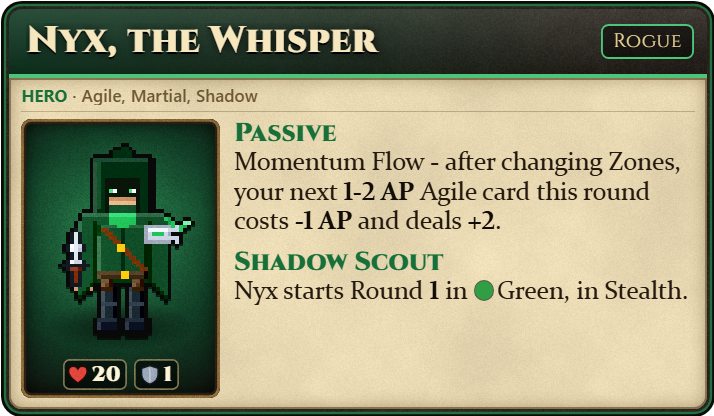 Nyx, the Whisper
Rogue
HERO · Agile, Martial, Shadow
Passive
Momentum Flow - after changing Zones,
your next 1-2 AP Agile card this round
costs -1 AP and deals +2.
Shadow Scout
Nyx starts Round 1 in Green, in Stealth.
20
1